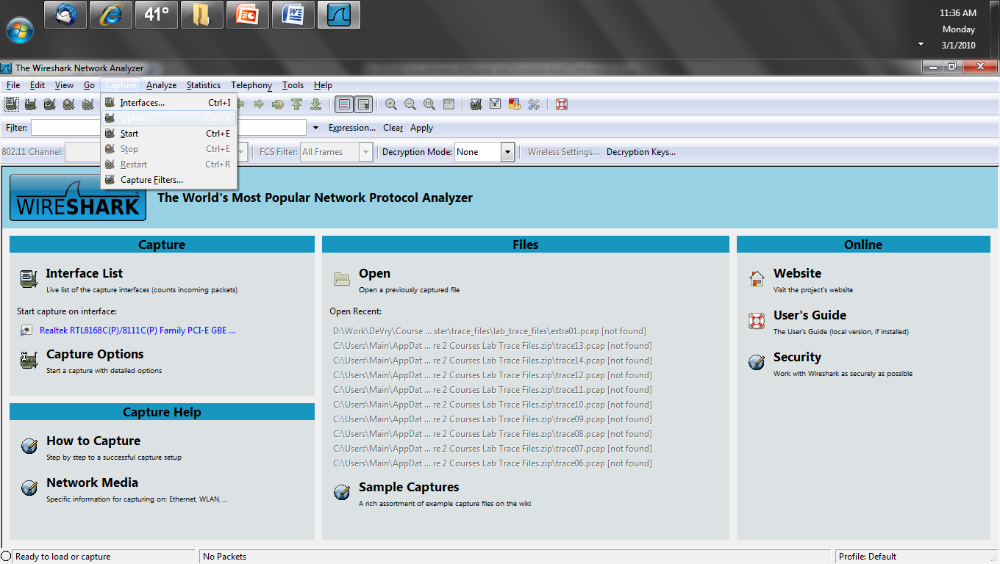 41°
11:36 AM
Monday
3/1/2010
The Wireshark Network Analyzer
File Edit View Go Capture Analyze Statistics Telephony Tools Help
Interfaces... Ctrl+I
Options... Ctrl+K
Start Ctrl+E
Stop Ctrl+E
Restart Ctrl+R
Capture Filters...
Filter: Expression... Clear Apply
802.11 Channel: FCS Filter: All Frames Decryption Mode: None Wireless Settings... Decryption Keys...
WIRESHARK
The World's Most Popular Network Protocol Analyzer
Capture
Interface List
Live list of the capture interfaces (counts incoming packets)
Start capture on interface:
Realtek RTL8168C(P)/8111C(P) Family PCI-E GBE ...
Capture Options
Start a capture with detailed options
Capture Help
How to Capture
Step by step to a successful capture setup
Network Media
Specific information for capturing on: Ethernet, WLAN, ...
Files
Open
Open a previously captured file
Open Recent:
D:\Work\DeVry\Course ... ster\trace_files\lab_trace_files\extra01.pcap [not found]
C:\Users\Main\AppDat ... re 2 Courses Lab Trace Files.zip\trace13.pcap [not found]
C:\Users\Main\AppDat ... re 2 Courses Lab Trace Files.zip\trace14.pcap [not found]
C:\Users\Main\AppDat ... re 2 Courses Lab Trace Files.zip\trace12.pcap [not found]
C:\Users\Main\AppDat ... re 2 Courses Lab Trace Files.zip\trace11.pcap [not found]
C:\Users\Main\AppDat ... re 2 Courses Lab Trace Files.zip\trace10.pcap [not found]
C:\Users\Main\AppDat ... re 2 Courses Lab Trace Files.zip\trace09.pcap [not found]
C:\Users\Main\AppDat ... re 2 Courses Lab Trace Files.zip\trace08.pcap [not found]
C:\Users\Main\AppDat ... re 2 Courses Lab Trace Files.zip\trace07.pcap [not found]
C:\Users\Main\AppDat ... re 2 Courses Lab Trace Files.zip\trace06.pcap [not found]
Sample Captures
A rich assortment of example capture files on the wiki
Online
Website
Visit the project's website
User's Guide
The User's Guide (local version, if installed)
Security
Work with Wireshark as securely as possible
Ready to load or capture
No Packets
Profile: Default